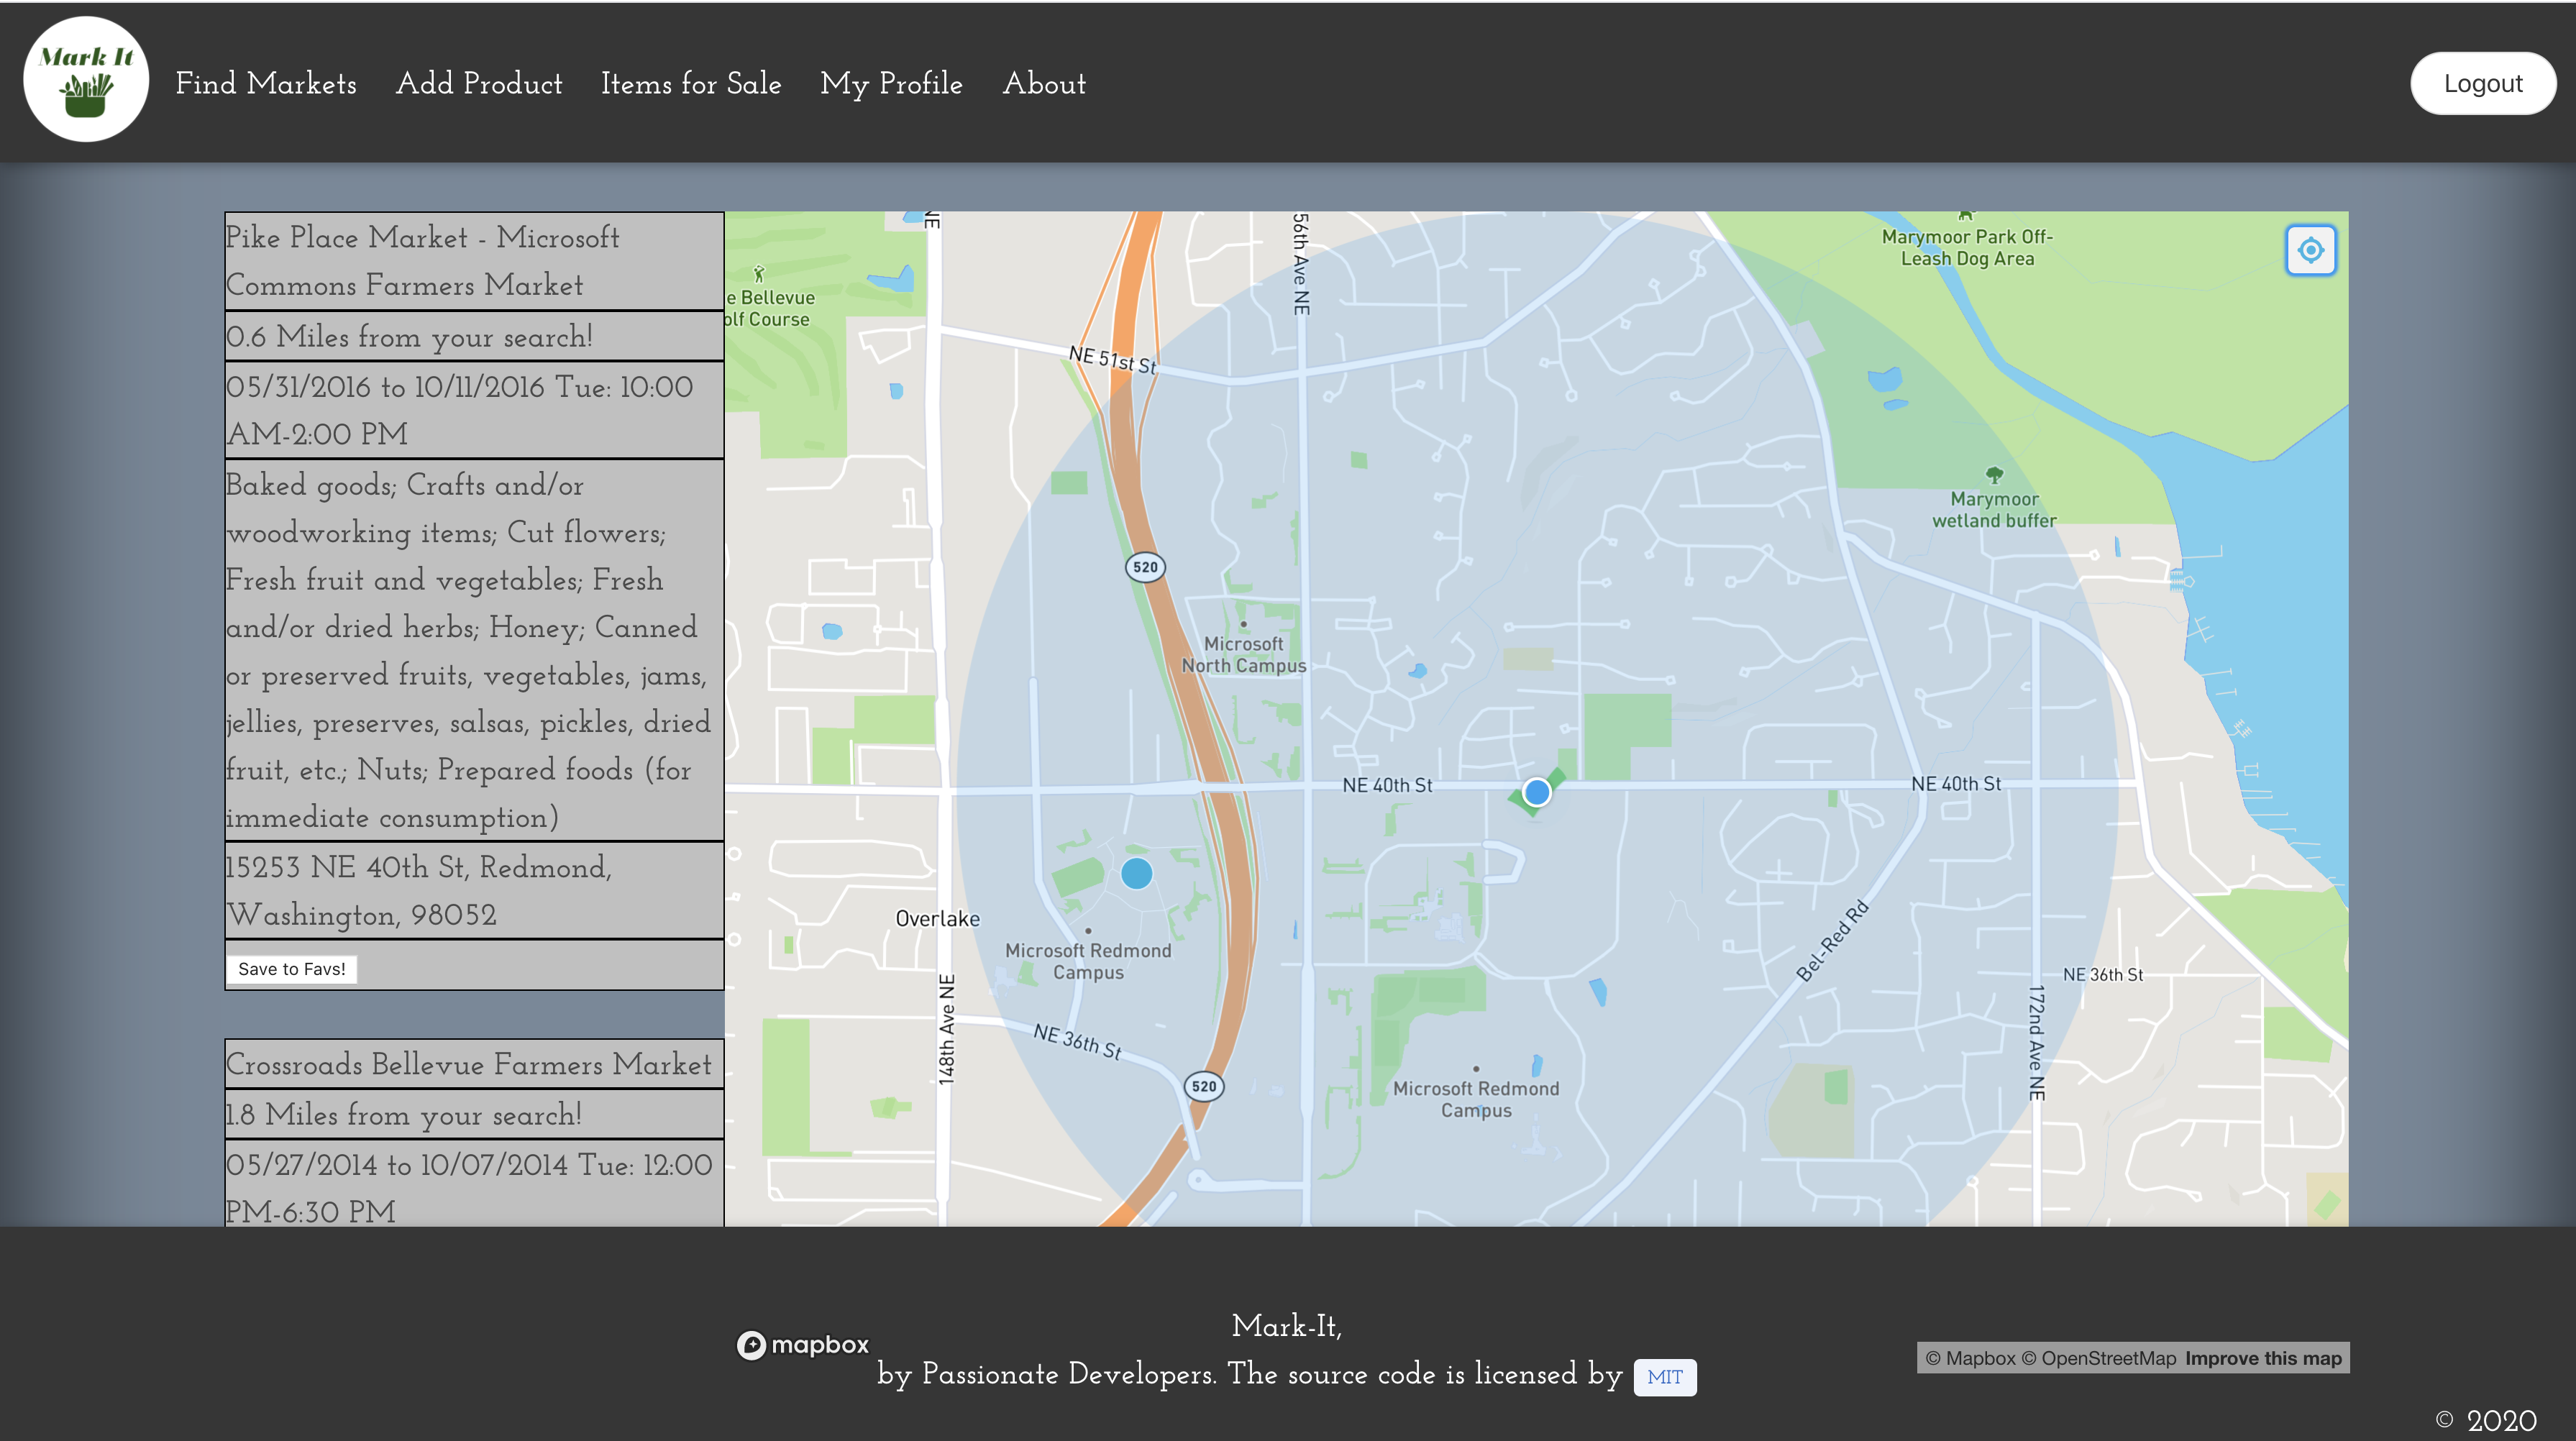 Mark It
Find Markets
Add Product
Items for Sale
My Profile
About
Logout
Pike Place Market - Microsoft
Commons Farmers Market
0.6 Miles from your search!
05/31/2016 to 10/11/2016 Tue: 10:00
AM-2:00 PM
Baked goods; Crafts and/or
woodworking items; Cut flowers;
Fresh fruit and vegetables; Fresh
and/or dried herbs; Honey; Canned
or preserved fruits, vegetables, jams,
jellies, preserves, salsas, pickles, dried
fruit, etc.; Nuts; Prepared foods (for
immediate consumption)
15253 NE 40th St, Redmond,
Washington, 98052
Save to Favs!
Crossroads Bellevue Farmers Market
1.8 Miles from your search!
05/27/2014 to 10/07/2014 Tue: 12:00
PM-6:30 PM
NE
56th Ave NE
Marymoor Park Off-
Leash Dog Area
e Bellevue
olf Course
NE 51st St
Marymoor
wetland buffer
520
Microsoft
North Campus
NE 40th St
NE 40th St
Overlake
Microsoft Redmond
Campus
Bel-Red Rd
NE 36th St
148th Ave NE
NE 36th St
172nd Ave NE
520
Microsoft Redmond
Campus
mapbox
Mark-It,
by Passionate Developers. The source code is licensed by MIT
© Mapbox © OpenStreetMap Improve this map
© 2020